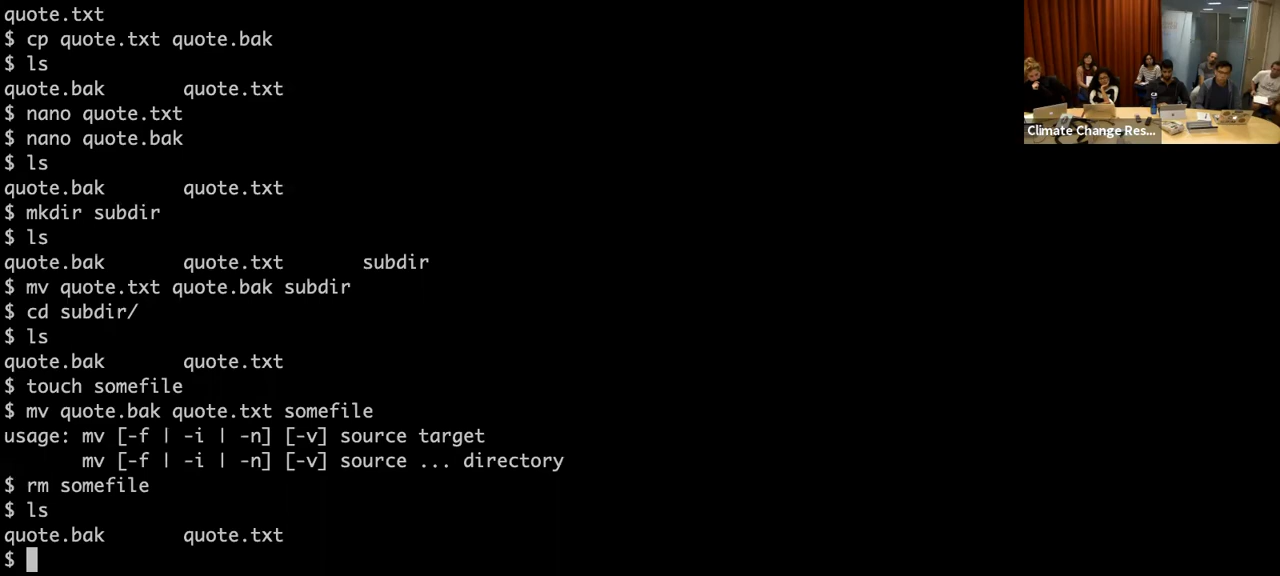 quote.txt
$ cp quote.txt quote.bak
$ ls
quote.bak quote.txt
$ nano quote.txt
$ nano quote.bak
$ ls
quote.bak quote.txt
$ mkdir subdir
$ ls
quote.bak quote.txt subdir
$ mv quote.txt quote.bak subdir
$ cd subdir/
$ ls
quote.bak quote.txt
$ touch somefile
$ mv quote.bak quote.txt somefile
usage: mv [-f | -i | -n] [-v] source target
mv [-f | -i | -n] [-v] source ... directory
$ rm somefile
$ ls
quote.bak quote.txt
$
Climate Change Res...